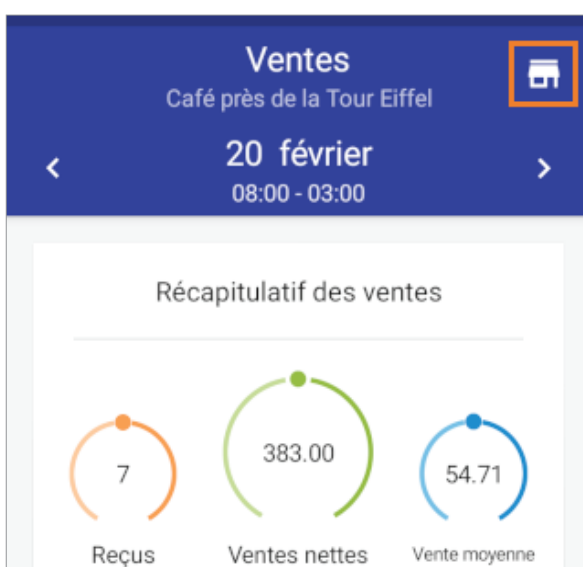 Ventes
Café près de la Tour Eiffel
20 février
08:00 - 03:00
Récapitulatif des ventes
7
383.00
54.71
Reçus
Ventes nettes
Vente moyenne